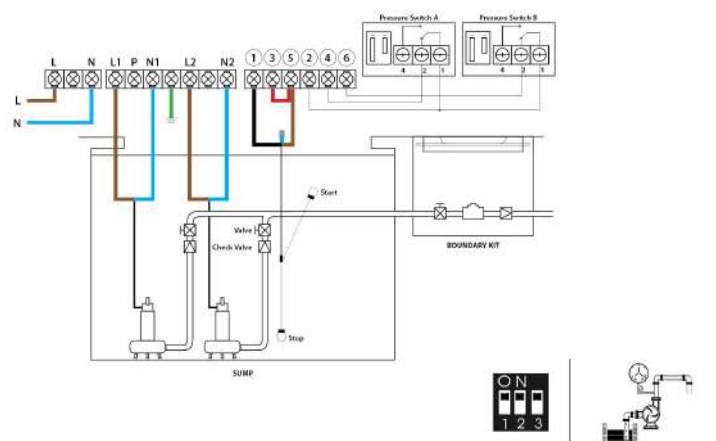 Pressure Switch A
Pressure Switch B
L N L1 P N1 L2 N2 1 3 5 2 4 6
4 2 1
4 2 1
L
N
Start
Valve
Check Valve
BOUNDARY KIT
Stop
SUMP
ON
1 2 3